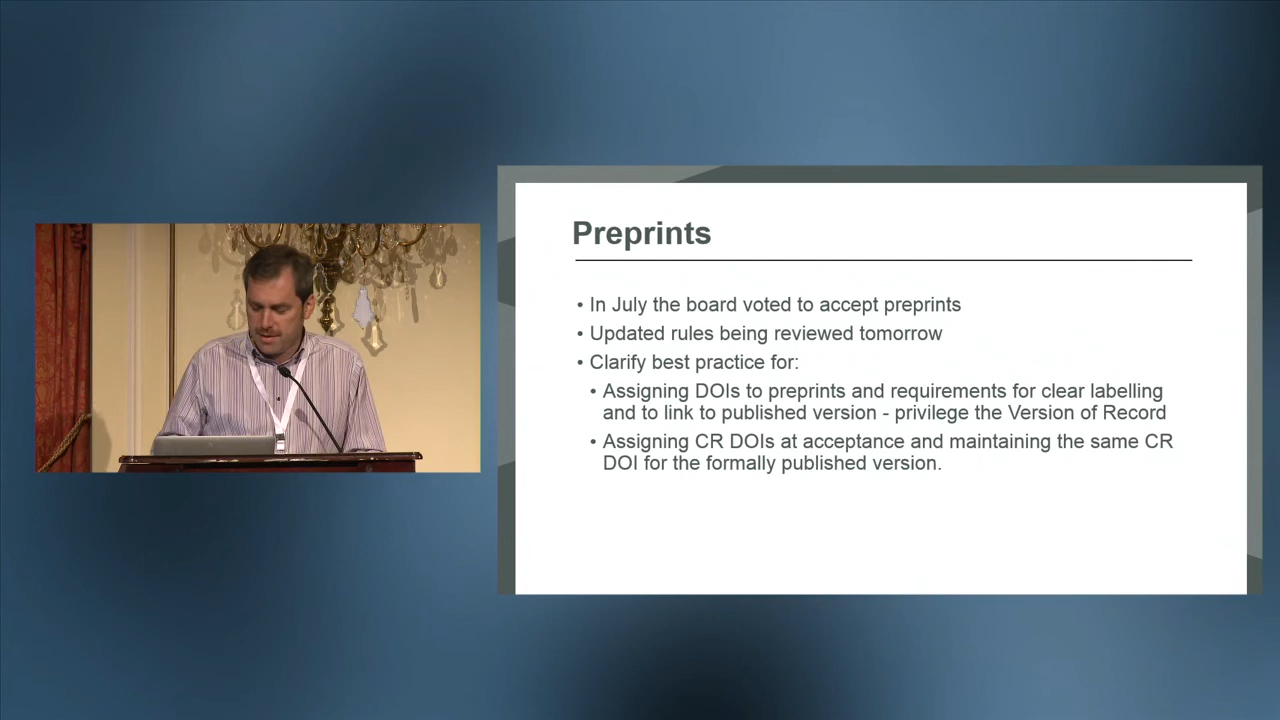 Preprints
• In July the board voted to accept preprints
• Updated rules being reviewed tomorrow
• Clarify best practice for:
• Assigning DOIs to preprints and requirements for clear labelling
and to link to published version - privilege the Version of Record
• Assigning CR DOIs at acceptance and maintaining the same CR
DOI for the formally published version.